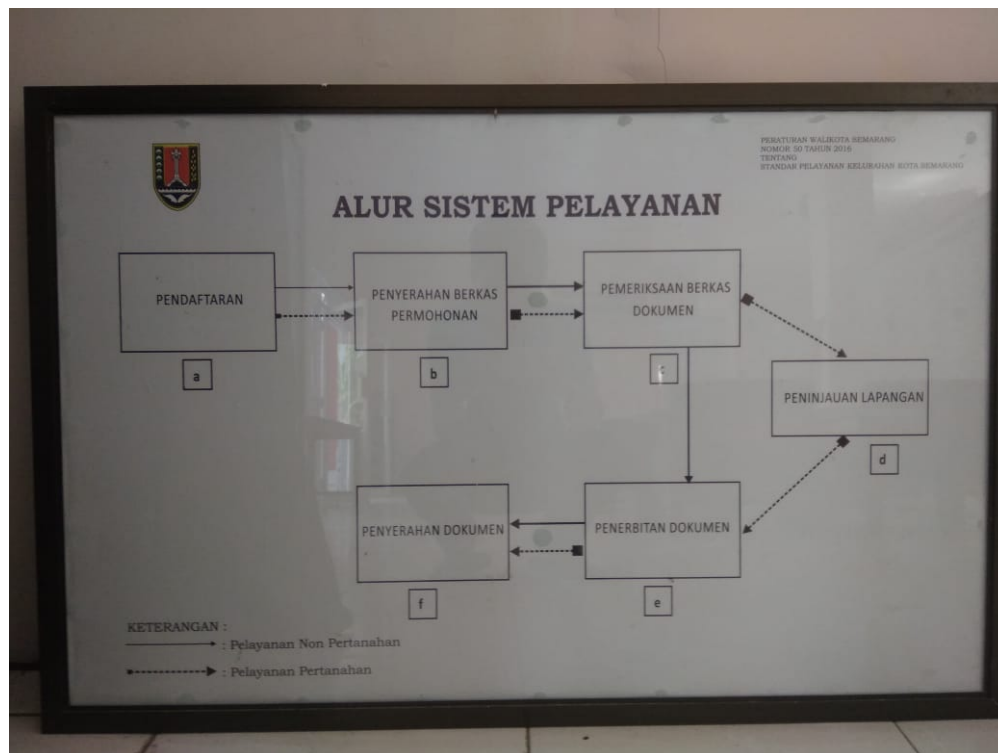 PERATURAN WALIKOTA SEMARANG
NOMOR 50 TAHUN 2016
TENTANG
STANDAR PELAYANAN KELURAHAN KOTA SEMARANG
ALUR SISTEM PELAYANAN
PENDAFTARAN
a
PENYERAHAN BERKAS
PERMOHONAN
b
PEMERIKSAAN BERKAS
DOKUMEN
c
PENINJAUAN LAPANGAN
d
PENERBITAN DOKUMEN
e
PENYERAHAN DOKUMEN
f
KETERANGAN :
: Pelayanan Non Pertanahan
: Pelayanan Pertanahan